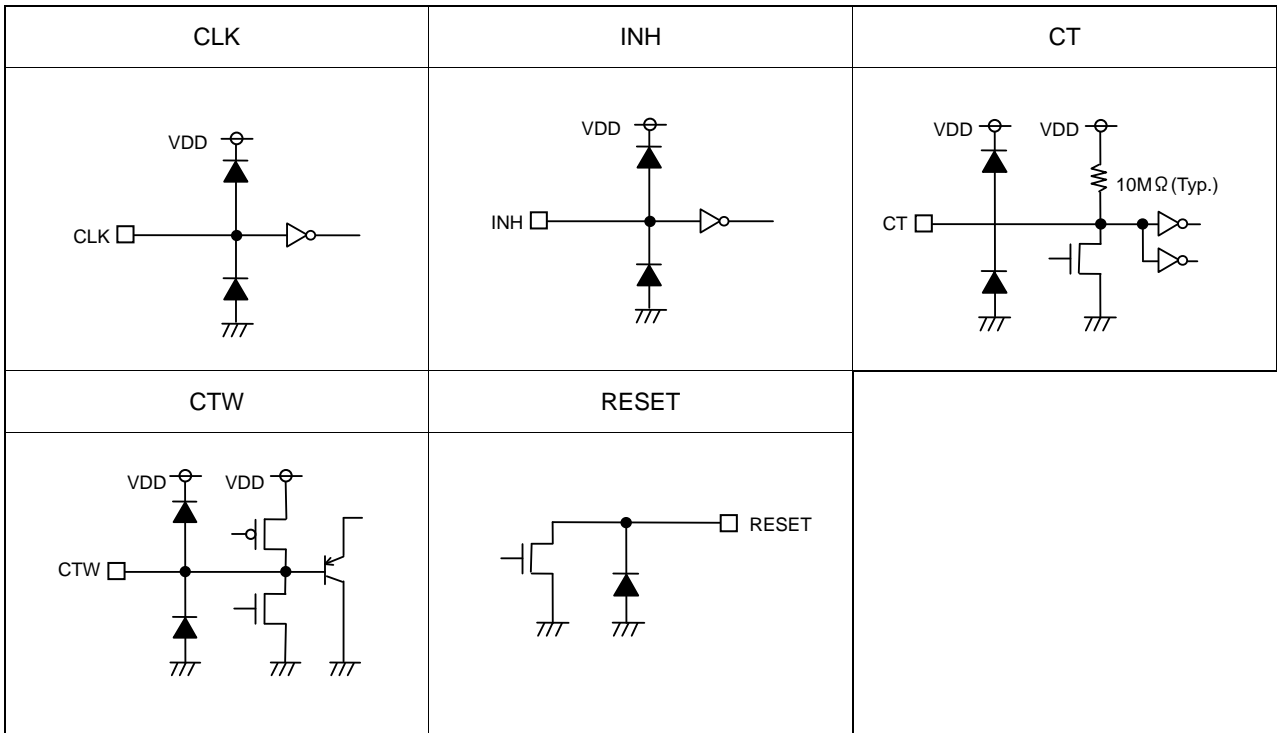 CLK
INH
CT
VDD
CLK
VDD
INH
VDD
VDD
10MΩ(Typ.)
CT
CTW
RESET
VDD
VDD
CTW
RESET